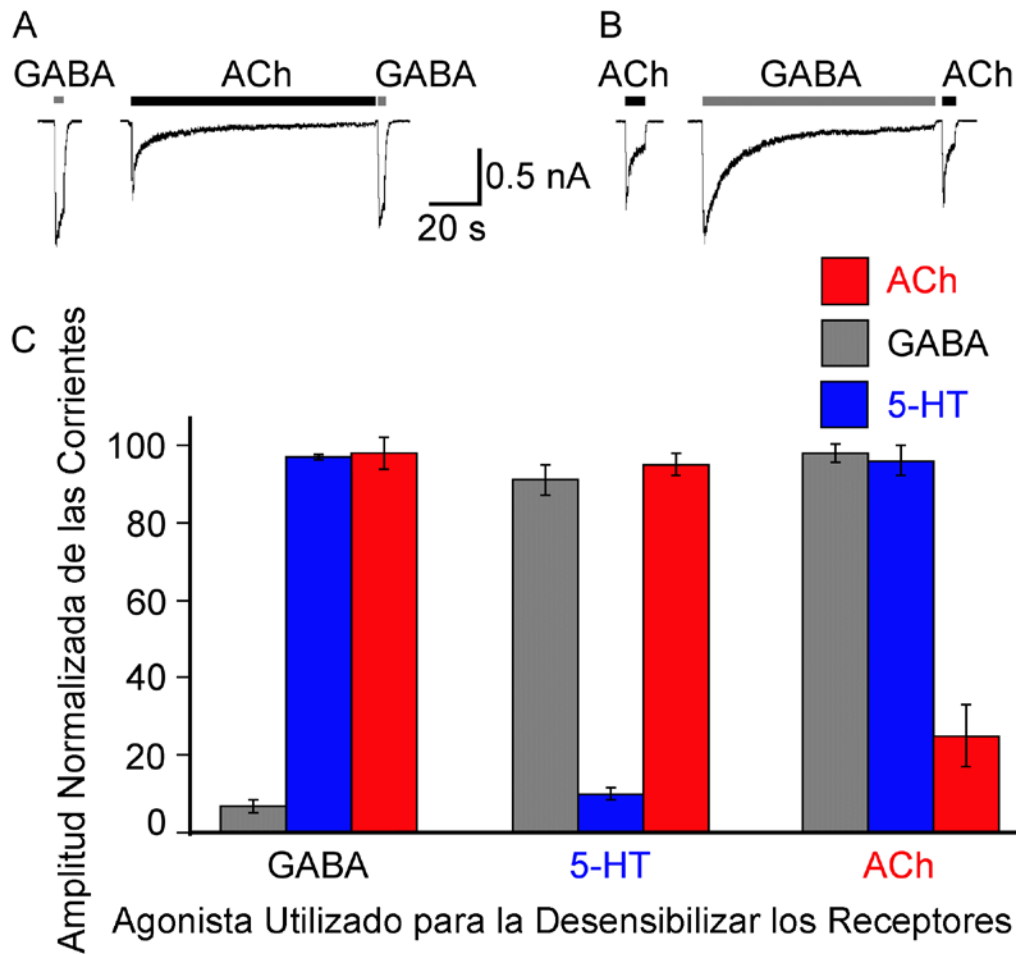 A
GABA ACh GABA
0.5 nA
20 s
B
ACh GABA ACh
ACh
GABA
5-HT
C
Amplitud Normalizada de las Corrientes
100
80
60
40
20
0
GABA 5-HT ACh
Agonista Utilizado para la Desensibilizar los Receptores